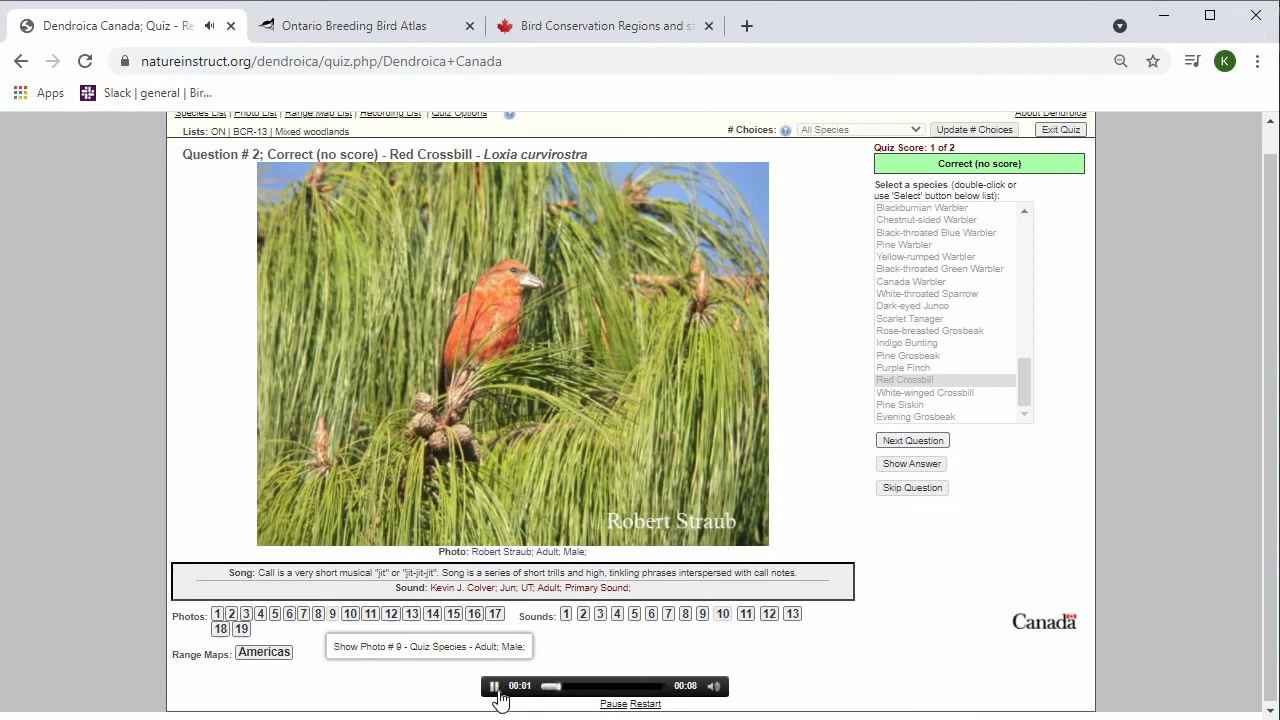 Dendroica Canada; Quiz - Re
Ontario Breeding Bird Atlas
Bird Conservation Regions and s
natureinstruct.org/dendroica/quiz.php/Dendroica+Canada
K
Apps
Slack | general | Bir...
Species List | Photo List | Range Map List | Recording List | Quiz Options
About Dendroica
Lists: ON | BCR-13 | Mixed woodlands
# Choices:
All Species
Update # Choices
Exit Quiz
Question # 2; Correct (no score) - Red Crossbill - Loxia curvirostra
Quiz Score: 1 of 2
Correct (no score)
Select a species (double-click or
use 'Select' button below list):
Blackburnian Warbler
Chestnut-sided Warbler
Black-throated Blue Warbler
Pine Warbler
Yellow-rumped Warbler
Black-throated Green Warbler
Canada Warbler
White-throated Sparrow
Dark-eyed Junco
Scarlet Tanager
Rose-breasted Grosbeak
Indigo Bunting
Pine Grosbeak
Purple Finch
Red Crossbill
White-winged Crossbill
Pine Siskin
Evening Grosbeak
Next Question
Show Answer
Skip Question
Robert Straub
Photo: Robert Straub; Adult; Male;
Song: Call is a very short musical "jit" or "jit-jit-jit". Song is a series of short trills and high, tinkling phrases interspersed with call notes.
Sound: Kevin J. Colver; Jun; UT; Adult; Primary Sound;
Photos: 1 2 3 4 5 6 7 8 9 10 11 12 13 14 15 16 17
18 19
Sounds: 1 2 3 4 5 6 7 8 9 10 11 12 13
Canada
Range Maps: Americas
Show Photo # 9 - Quiz Species - Adult; Male;
00:01
00:08
Pause Restart